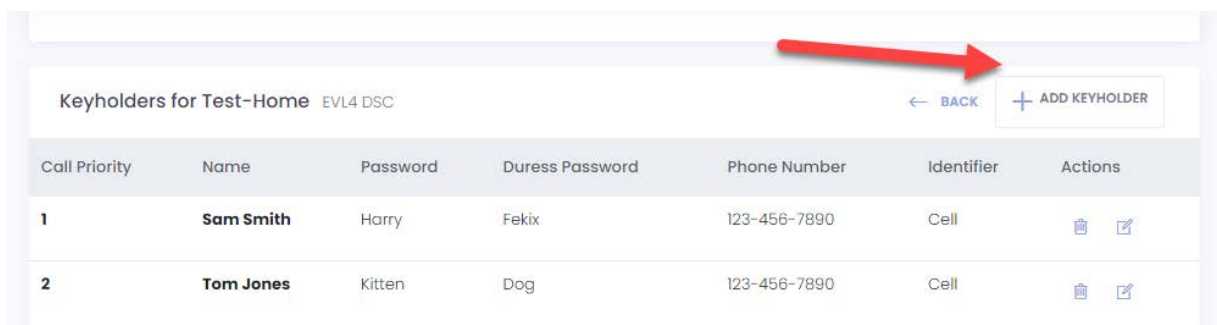 Keyholders for Test-Home EVL4 DSC ← BACK + ADD KEYHOLDER
Call Priority Name Password Duress Password Phone Number Identifier Actions
1 Sam Smith Harry Fekix 123-456-7890 Cell
2 Tom Jones Kitten Dog 123-456-7890 Cell